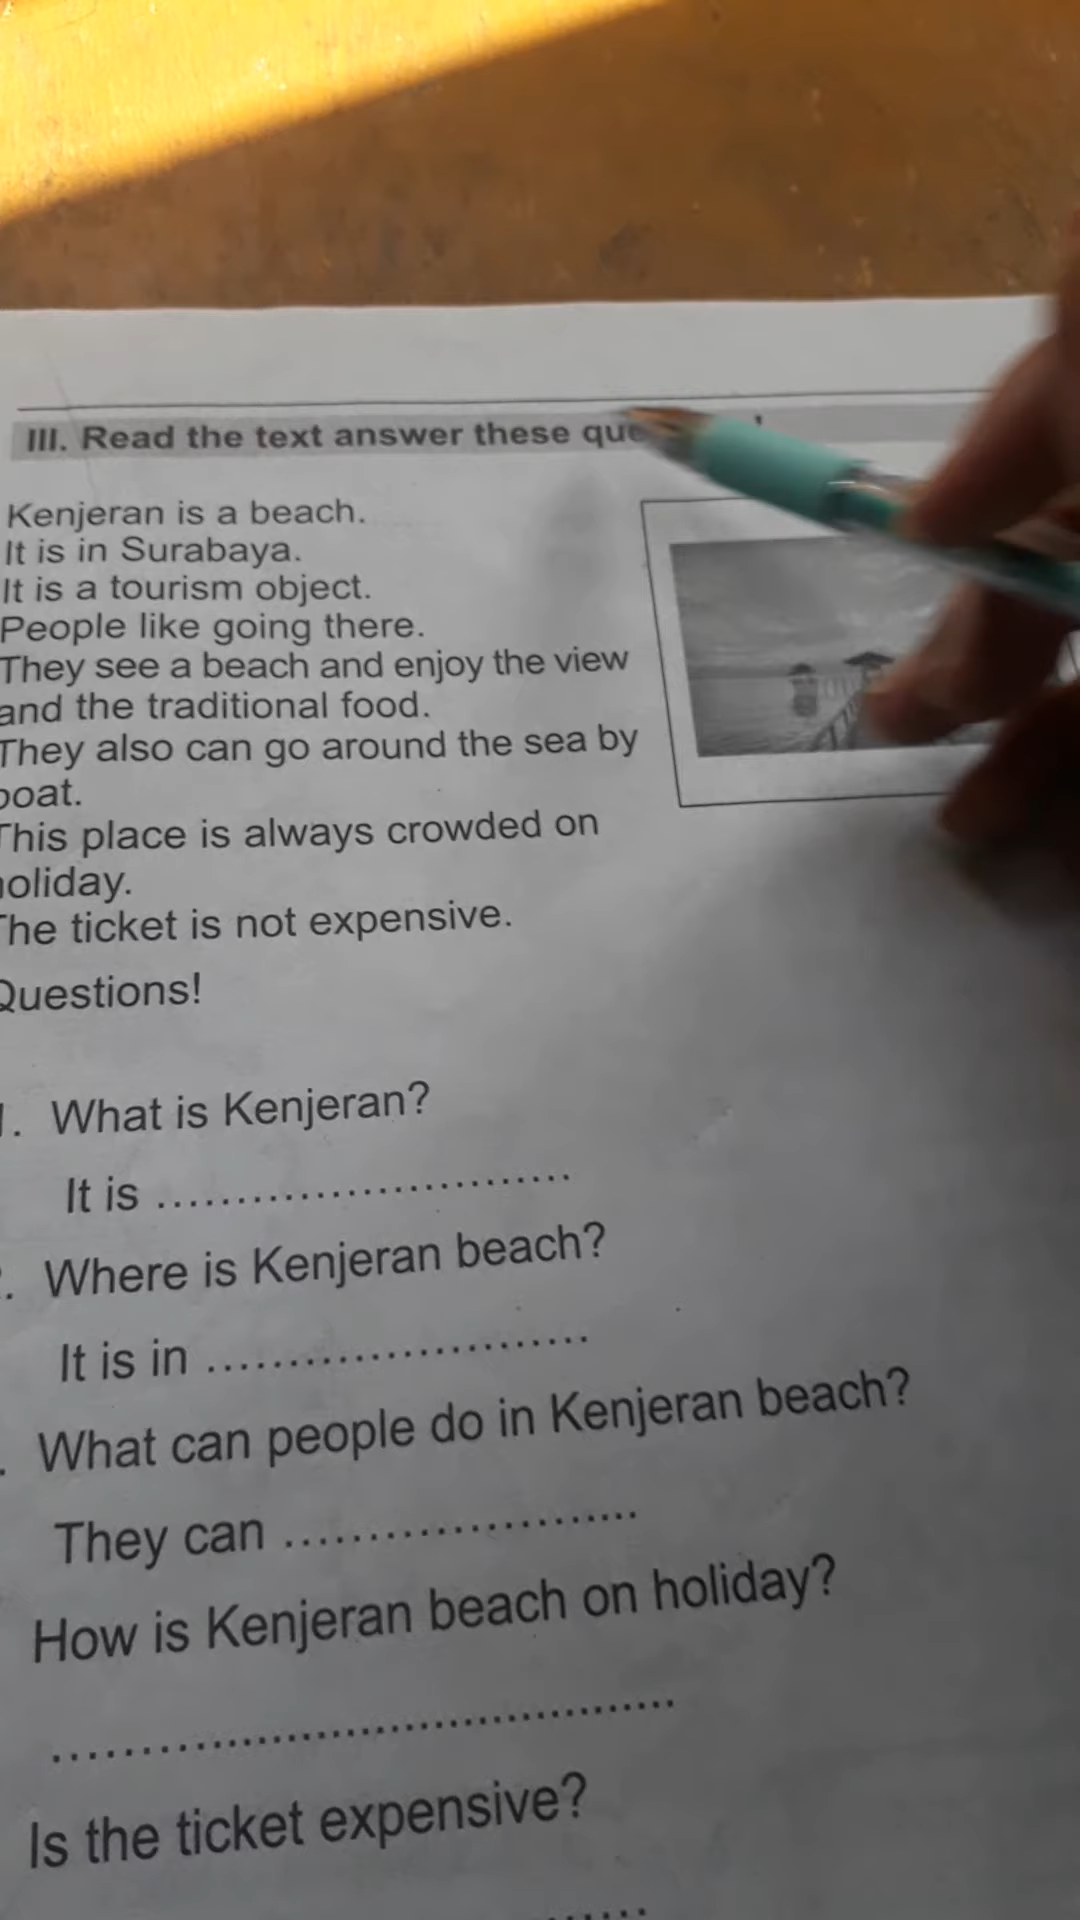 III. Read the text answer these que
Kenjeran is a beach.
It is in Surabaya.
It is a tourism object.
People like going there.
They see a beach and enjoy the view
and the traditional food.
They also can go around the sea by
boat.
This place is always crowded on
holiday.
The ticket is not expensive.
Questions!
1. What is Kenjeran?
It is ..............................
Where is Kenjeran beach?
It is in ..........................
. What can people do in Kenjeran beach?
They can ........................
How is Kenjeran beach on holiday?
..........................................
Is the ticket expensive?